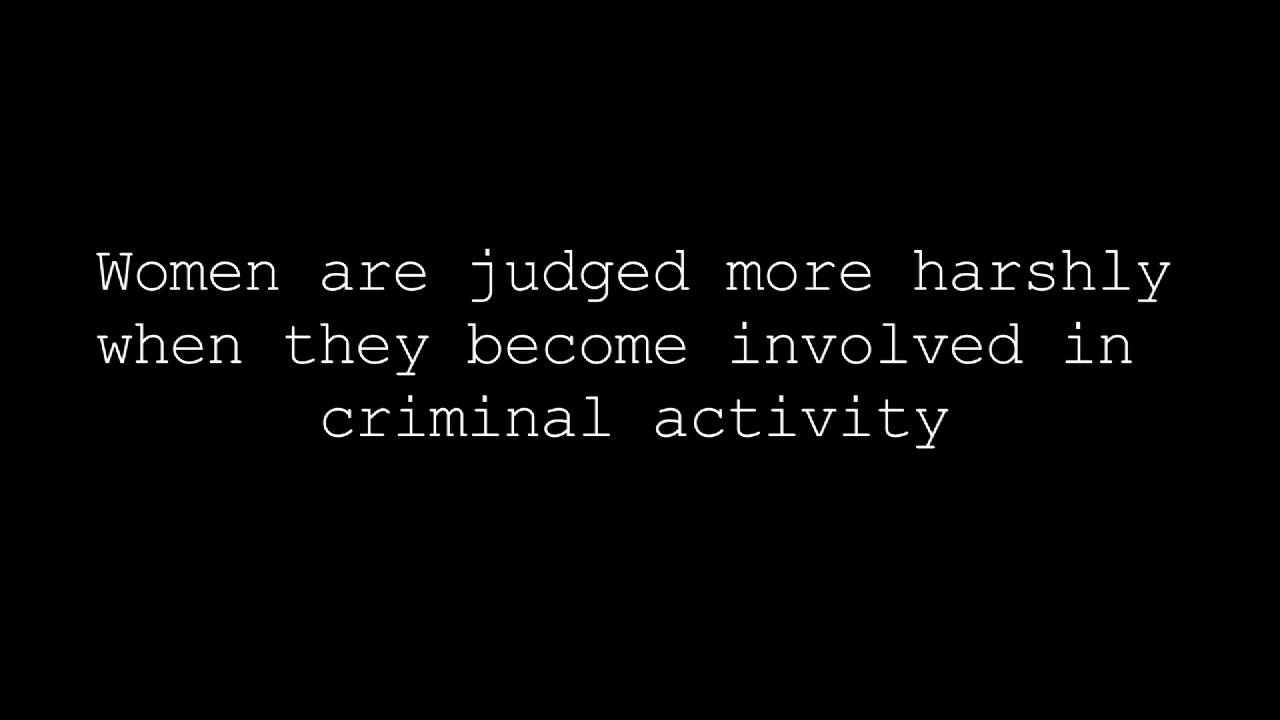 Women are judged more harshly
when they become involved in
criminal activity